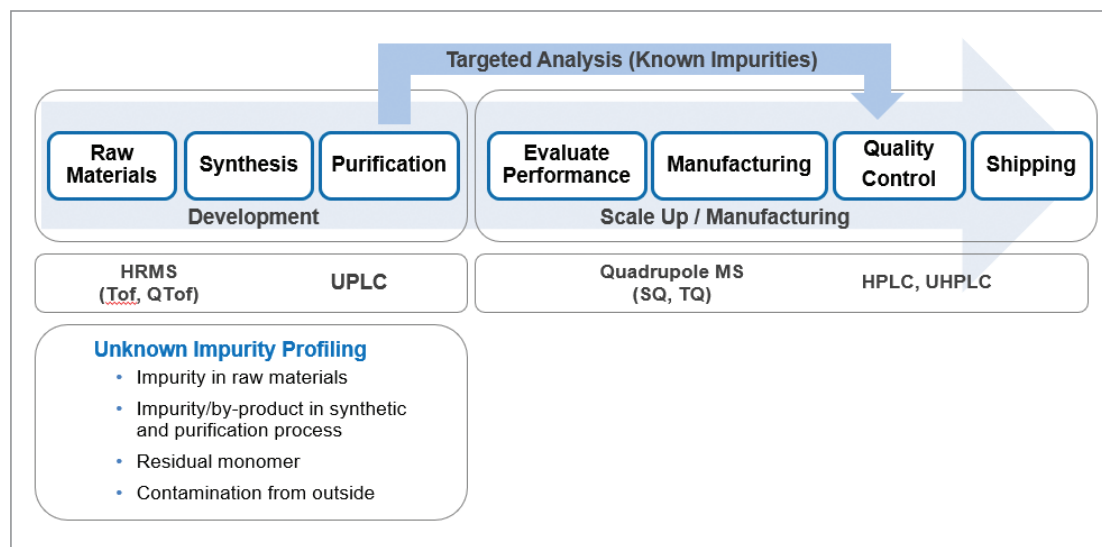 Targeted Analysis (Known Impurities)
Raw
Materials
Synthesis
Purification
Evaluate
Performance
Manufacturing
Quality
Control
Shipping
Development
Scale Up / Manufacturing
HRMS
(Tof, QTof)
UPLC
Quadrupole MS
(SQ, TQ)
HPLC, UHPLC
Unknown Impurity Profiling
• Impurity in raw materials
• Impurity/by-product in synthetic
and purification process
• Residual monomer
• Contamination from outside